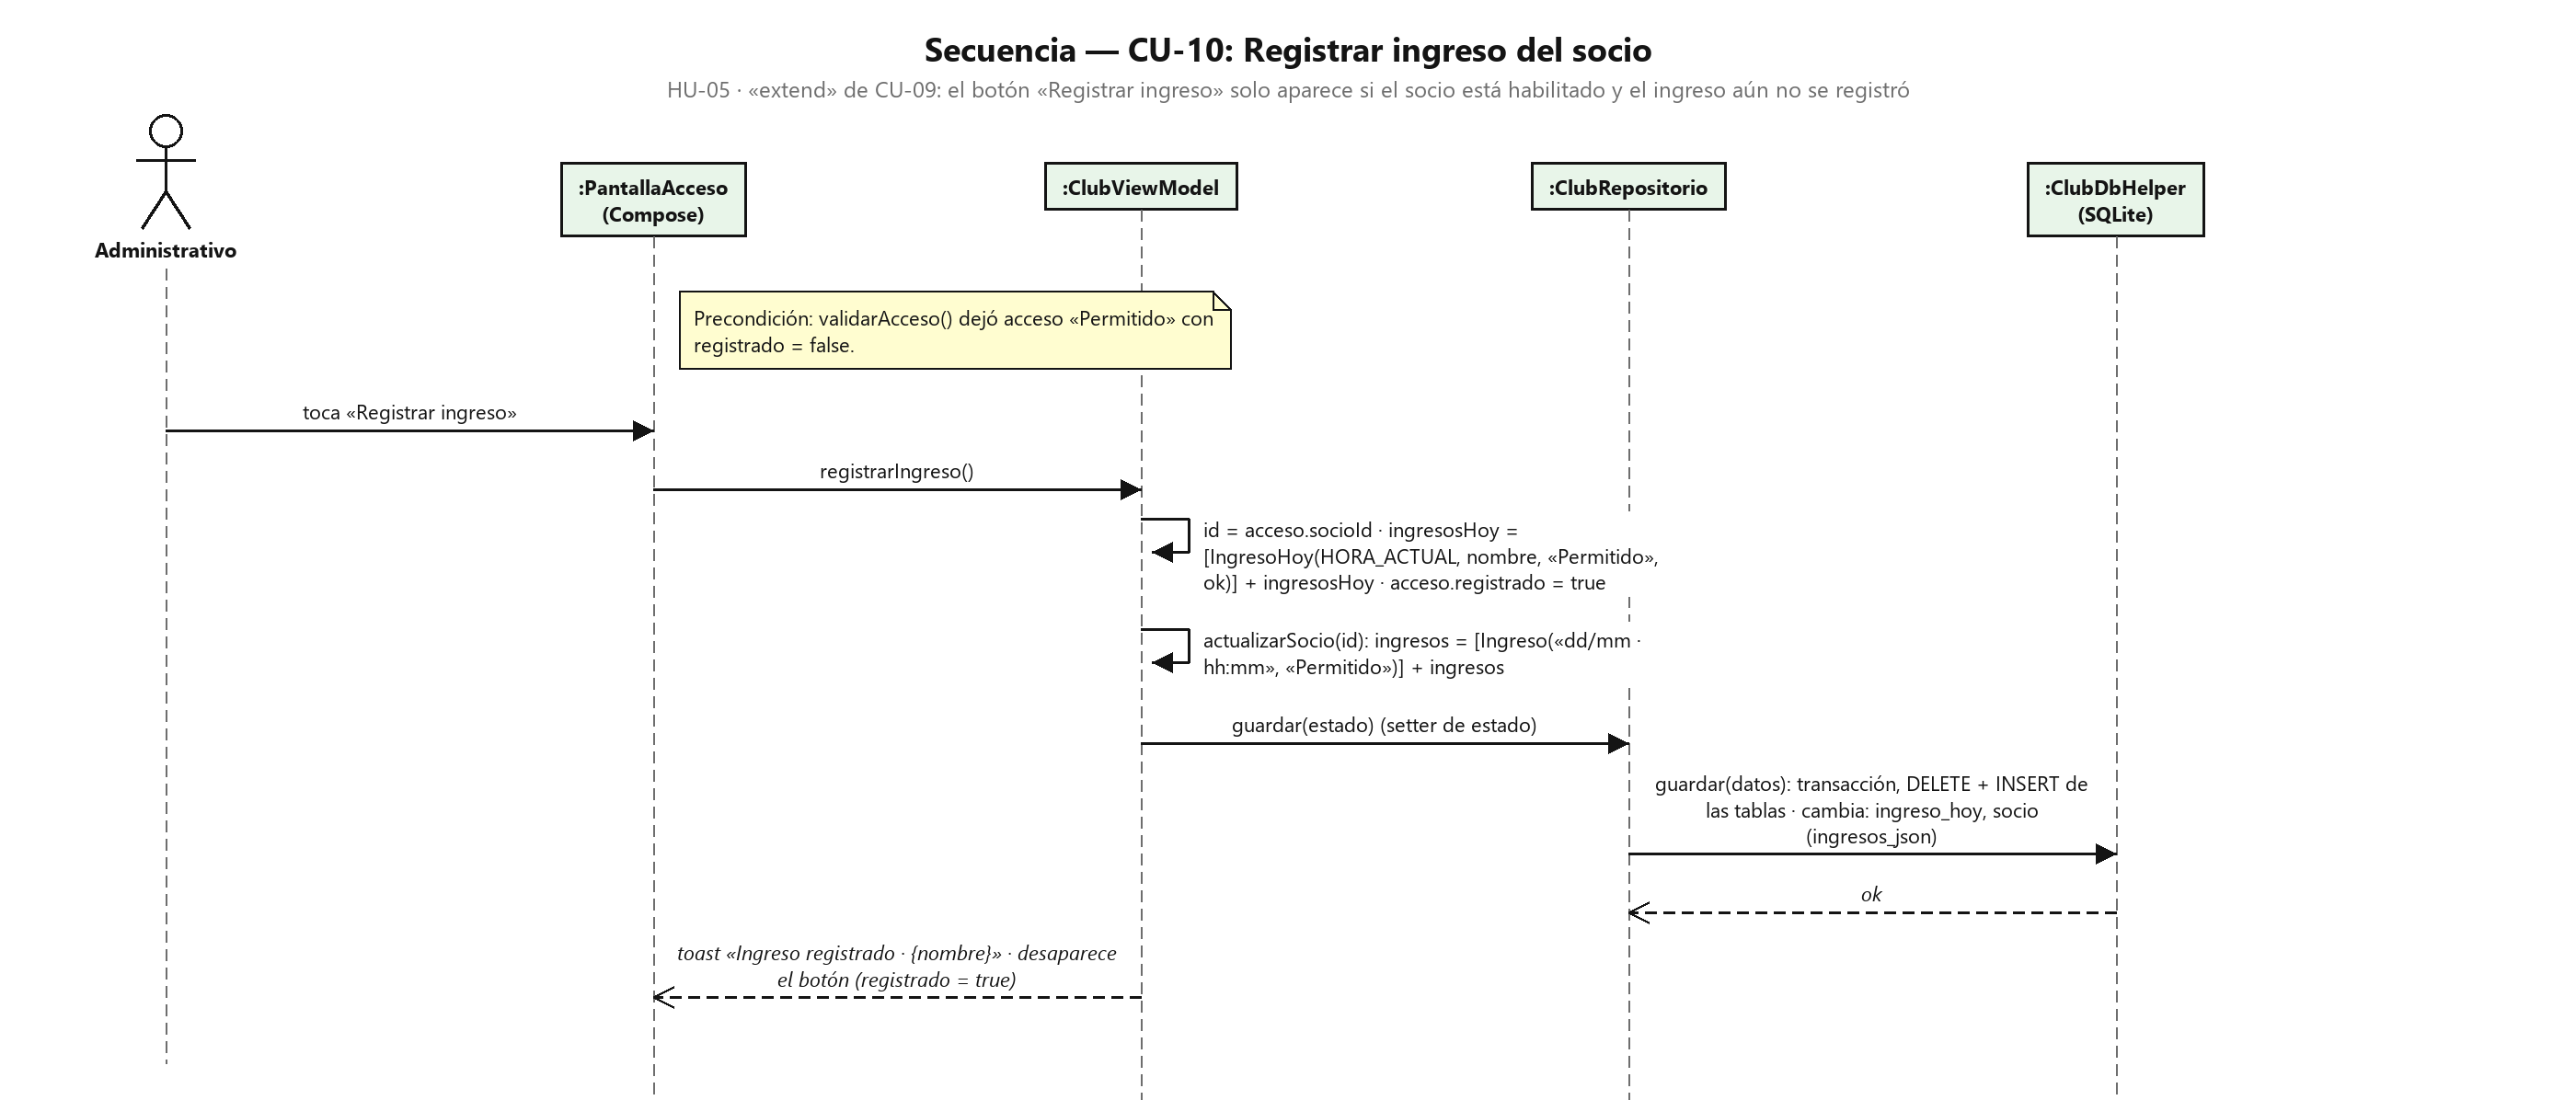 Secuencia — CU-10: Registrar ingreso del socio
HU-05 · «extend» de CU-09: el botón «Registrar ingreso» solo aparece si el socio está habilitado y el ingreso aún no se registró
Administrativo
:PantallaAcceso
(Compose)
:ClubViewModel
:ClubRepositorio
:ClubDbHelper
(SQLite)
Precondición: validarAcceso() dejó acceso «Permitido» con
registrado = false.
toca «Registrar ingreso»
registrarIngreso()
id = acceso.socioId · ingresosHoy =
[IngresoHoy(HORA_ACTUAL, nombre, «Permitido»,
ok)] + ingresosHoy · acceso.registrado = true
actualizarSocio(id): ingresos = [Ingreso(«dd/mm ·
hh:mm», «Permitido»)] + ingresos
guardar(estado) (setter de estado)
guardar(datos): transacción, DELETE + INSERT de
las tablas · cambia: ingreso_hoy, socio
(ingresos_json)
ok
toast «Ingreso registrado · {nombre}» · desaparece
el botón (registrado = true)